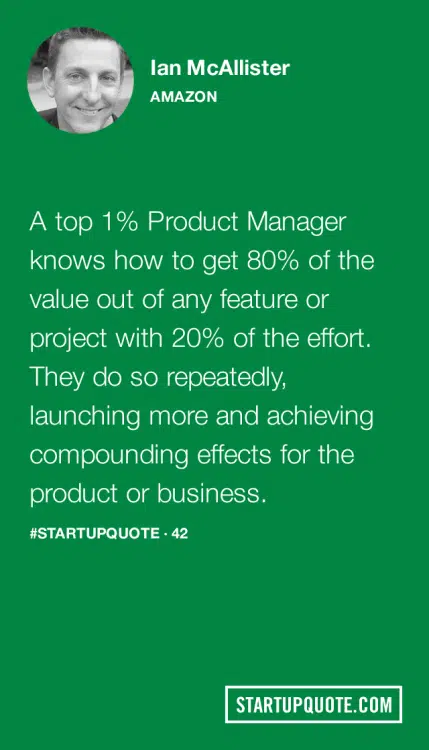 Ian McAllister
AMAZON
A top 1% Product Manager
knows how to get 80% of the
value out of any feature or
project with 20% of the effort.
They do so repeatedly,
launching more and achieving
compounding effects for the
product or business.
#STARTUPQUOTE · 42
STARTUPQUOTE.COM